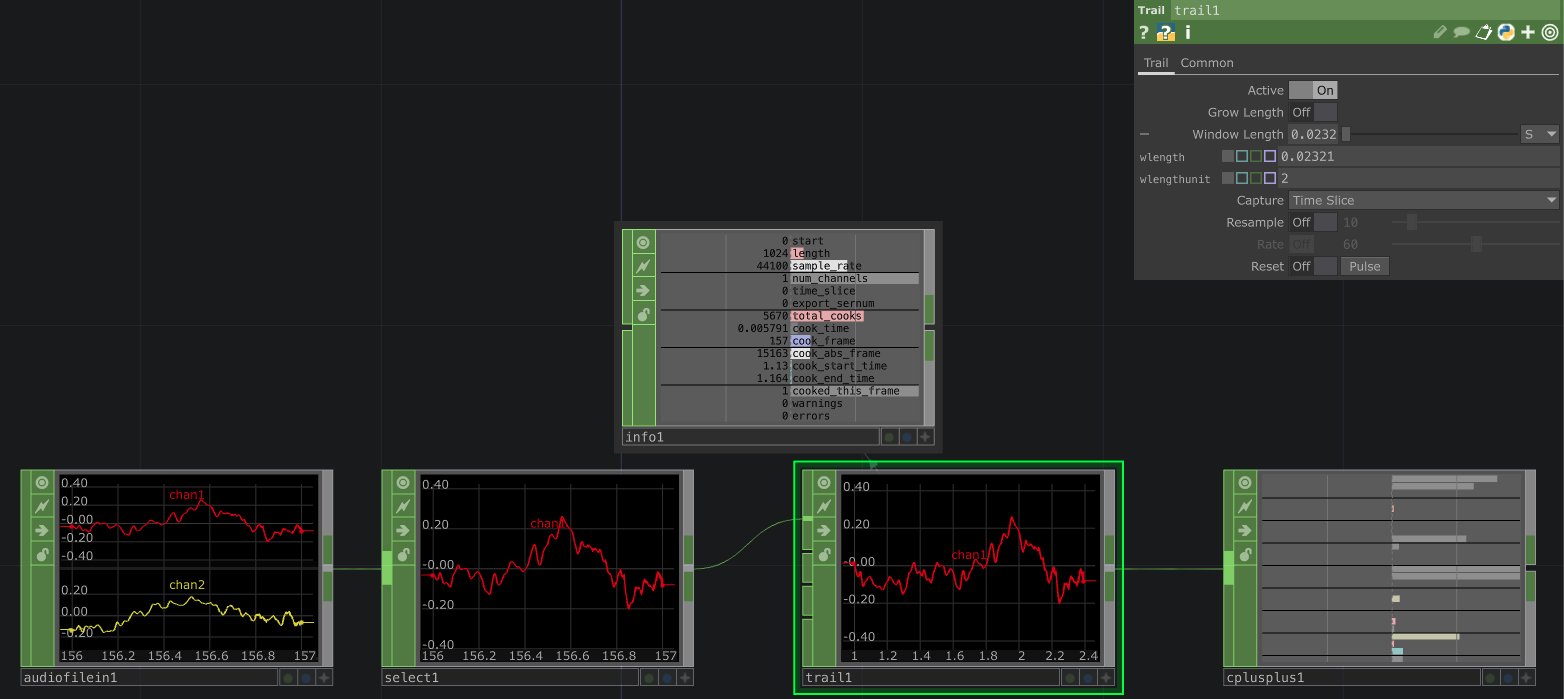 Trail trail1
? ? i
Trail Common
Active On
Grow Length Off
Window Length 0.0232 S
wlength 0.02321
wlengthunit 2
Capture Time Slice
Resample Off 10
Rate Off 60
Reset Off Pulse
0 start
1024 length
44100 sample_rate
1 num_channels
0 time_slice
0 export_sernum
5670 total_cooks
0.005791 cook_time
157 cook_frame
15163 cook_abs_frame
1.13 cook_start_time
1.164 cook_end_time
1 cooked_this_frame
0 warnings
0 errors
info1
0.40
chan1
0.20
-0.00
-0.20
-0.40
chan2
0.20
0.00
-0.20
156 156.2 156.4 156.6 156.8 157
audiofilein1
0.40
chan1
0.20
-0.00
-0.20
-0.40
156 156.2 156.4 156.6 156.8 157
select1
0.40
0.20
chan1
-0.00
-0.20
-0.40
1 1.2 1.4 1.6 1.8 2 2.2 2.4
trail1
cplusplus1